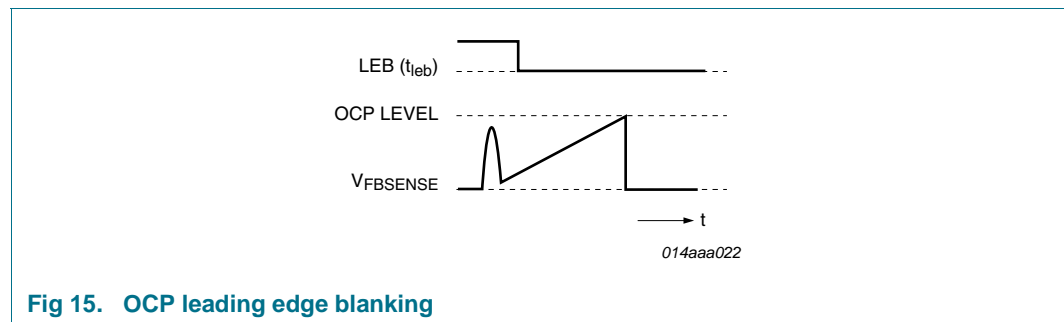 LEB (tleb)
OCP LEVEL
VFBSENSE
t
014aaa022
Fig 15. OCP leading edge blanking